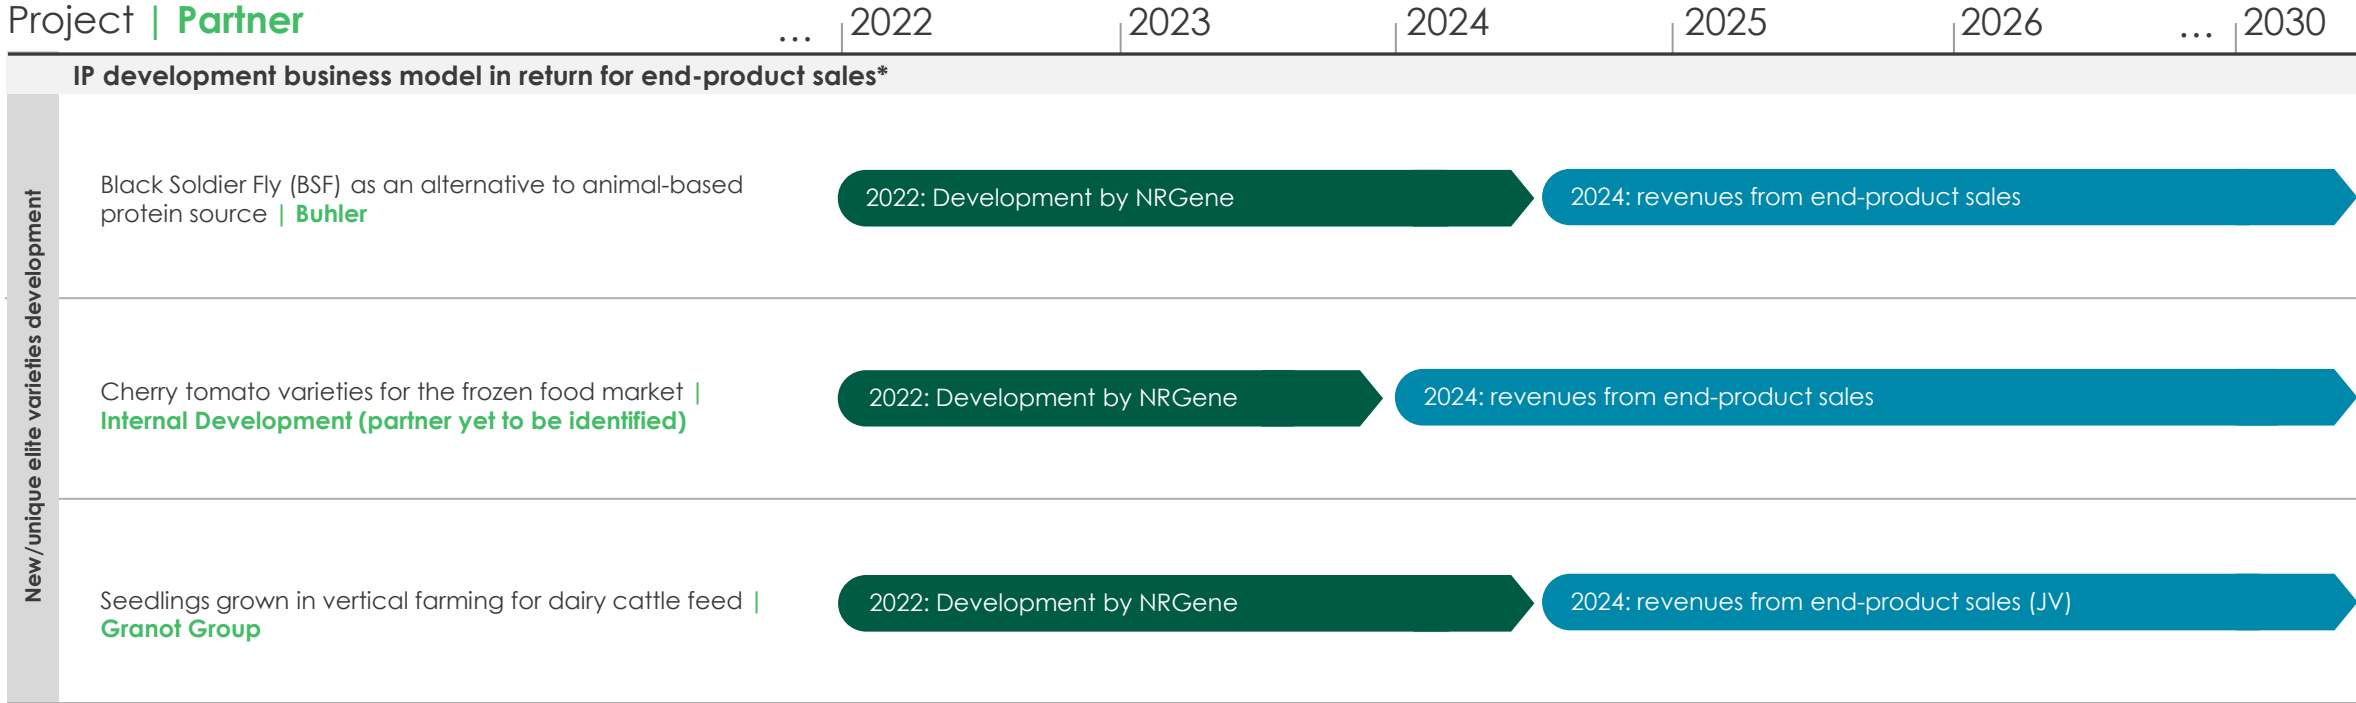 Project | Partner ... 2022 2023 2024 2025 2026 ... 2030
IP development business model in return for end-product sales*
New/unique elite varieties development
Black Soldier Fly (BSF) as an alternative to animal-based
protein source | Buhler
2022: Development by NRGene
2024: revenues from end-product sales
Cherry tomato varieties for the frozen food market |
Internal Development (partner yet to be identified)
2022: Development by NRGene
2024: revenues from end-product sales
Seedlings grown in vertical farming for dairy cattle feed |
Granot Group
2022: Development by NRGene
2024: revenues from end-product sales (JV)